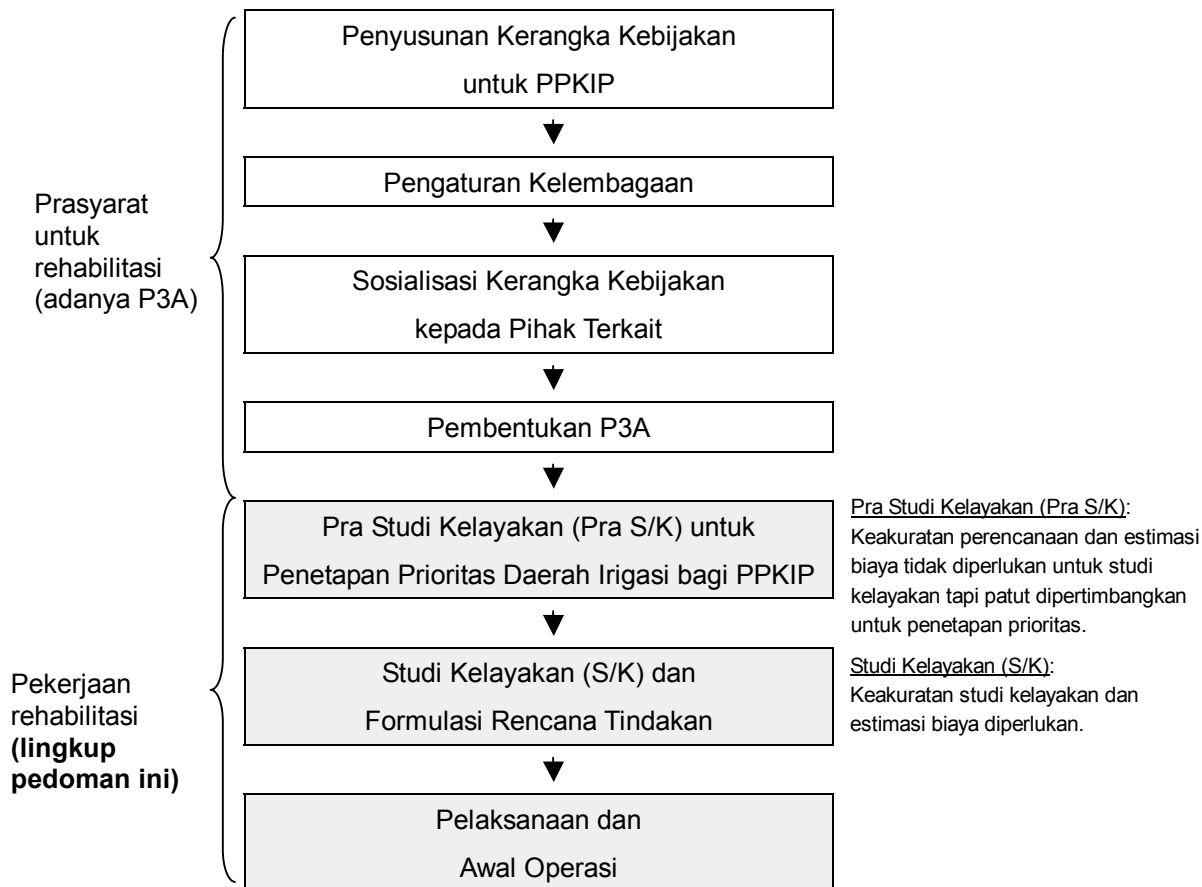 Penyusunan Kerangka Kebijakan
untuk PPKIP
Pengaturan Kelembagaan
Prasyarat
untuk
rehabilitasi
(adanya P3A)
Sosialisasi Kerangka Kebijakan
kepada Pihak Terkait
Pembentukan P3A
Pra Studi Kelayakan (Pra S/K) untuk
Penetapan Prioritas Daerah Irigasi bagi PPKIP
Pra Studi Kelayakan (Pra S/K):
Keakuratan perencanaan dan estimasi
biaya tidak diperlukan untuk studi
kelayakan tapi patut dipertimbangkan
untuk penetapan prioritas.
Pekerjaan
rehabilitasi
(lingkup
pedoman ini)
Studi Kelayakan (S/K) dan
Formulasi Rencana Tindakan
Studi Kelayakan (S/K):
Keakuratan studi kelayakan dan
estimasi biaya diperlukan.
Pelaksanaan dan
Awal Operasi